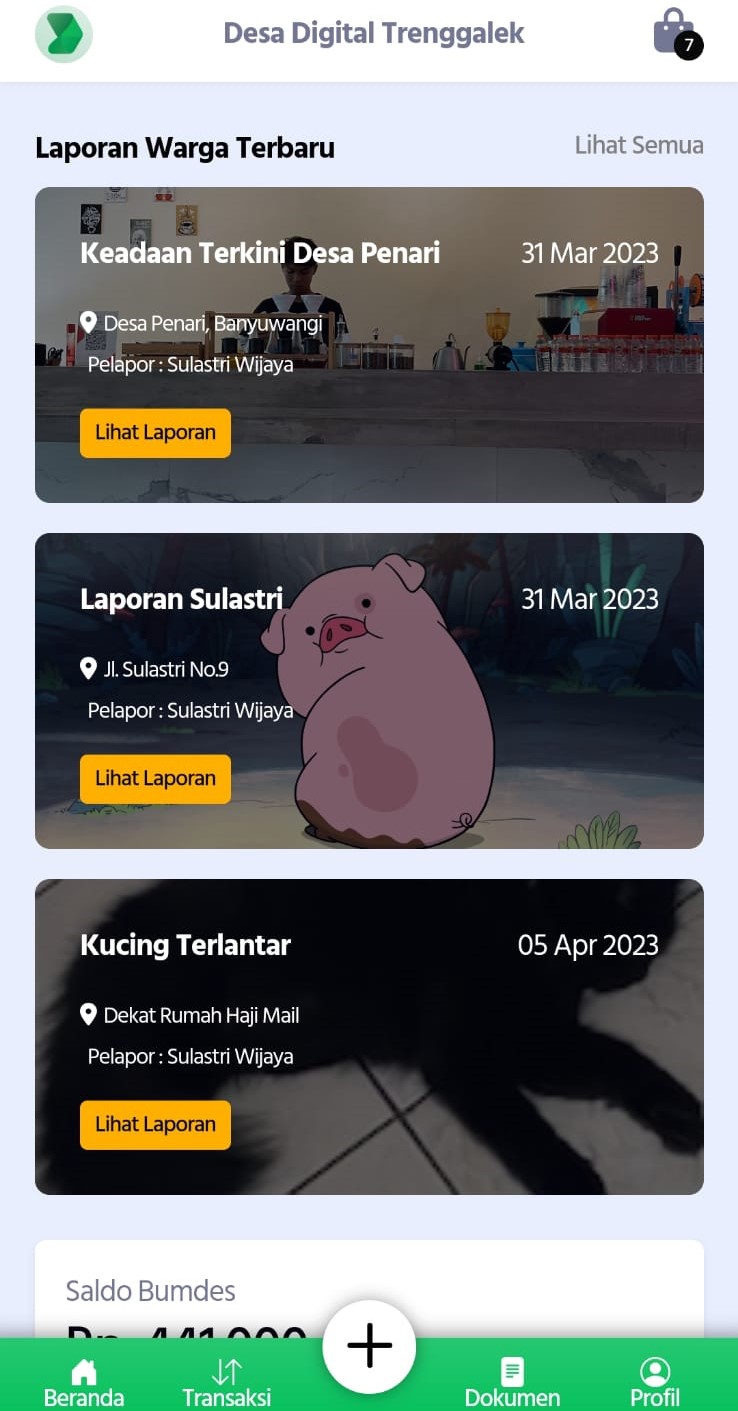 Desa Digital Trenggalek
7
Laporan Warga Terbaru
Lihat Semua
Keadaan Terkini Desa Penari
31 Mar 2023
Desa Penari, Banyuwangi
Pelapor : Sulastri Wijaya
Lihat Laporan
Laporan Sulastri
31 Mar 2023
Jl. Sulastri No.9
Pelapor : Sulastri Wijaya
Lihat Laporan
Kucing Terlantar
05 Apr 2023
Dekat Rumah Haji Mail
Pelapor : Sulastri Wijaya
Lihat Laporan
Saldo Bumdes
Rp. 441.000
Beranda
Transaksi
Dokumen
Profil